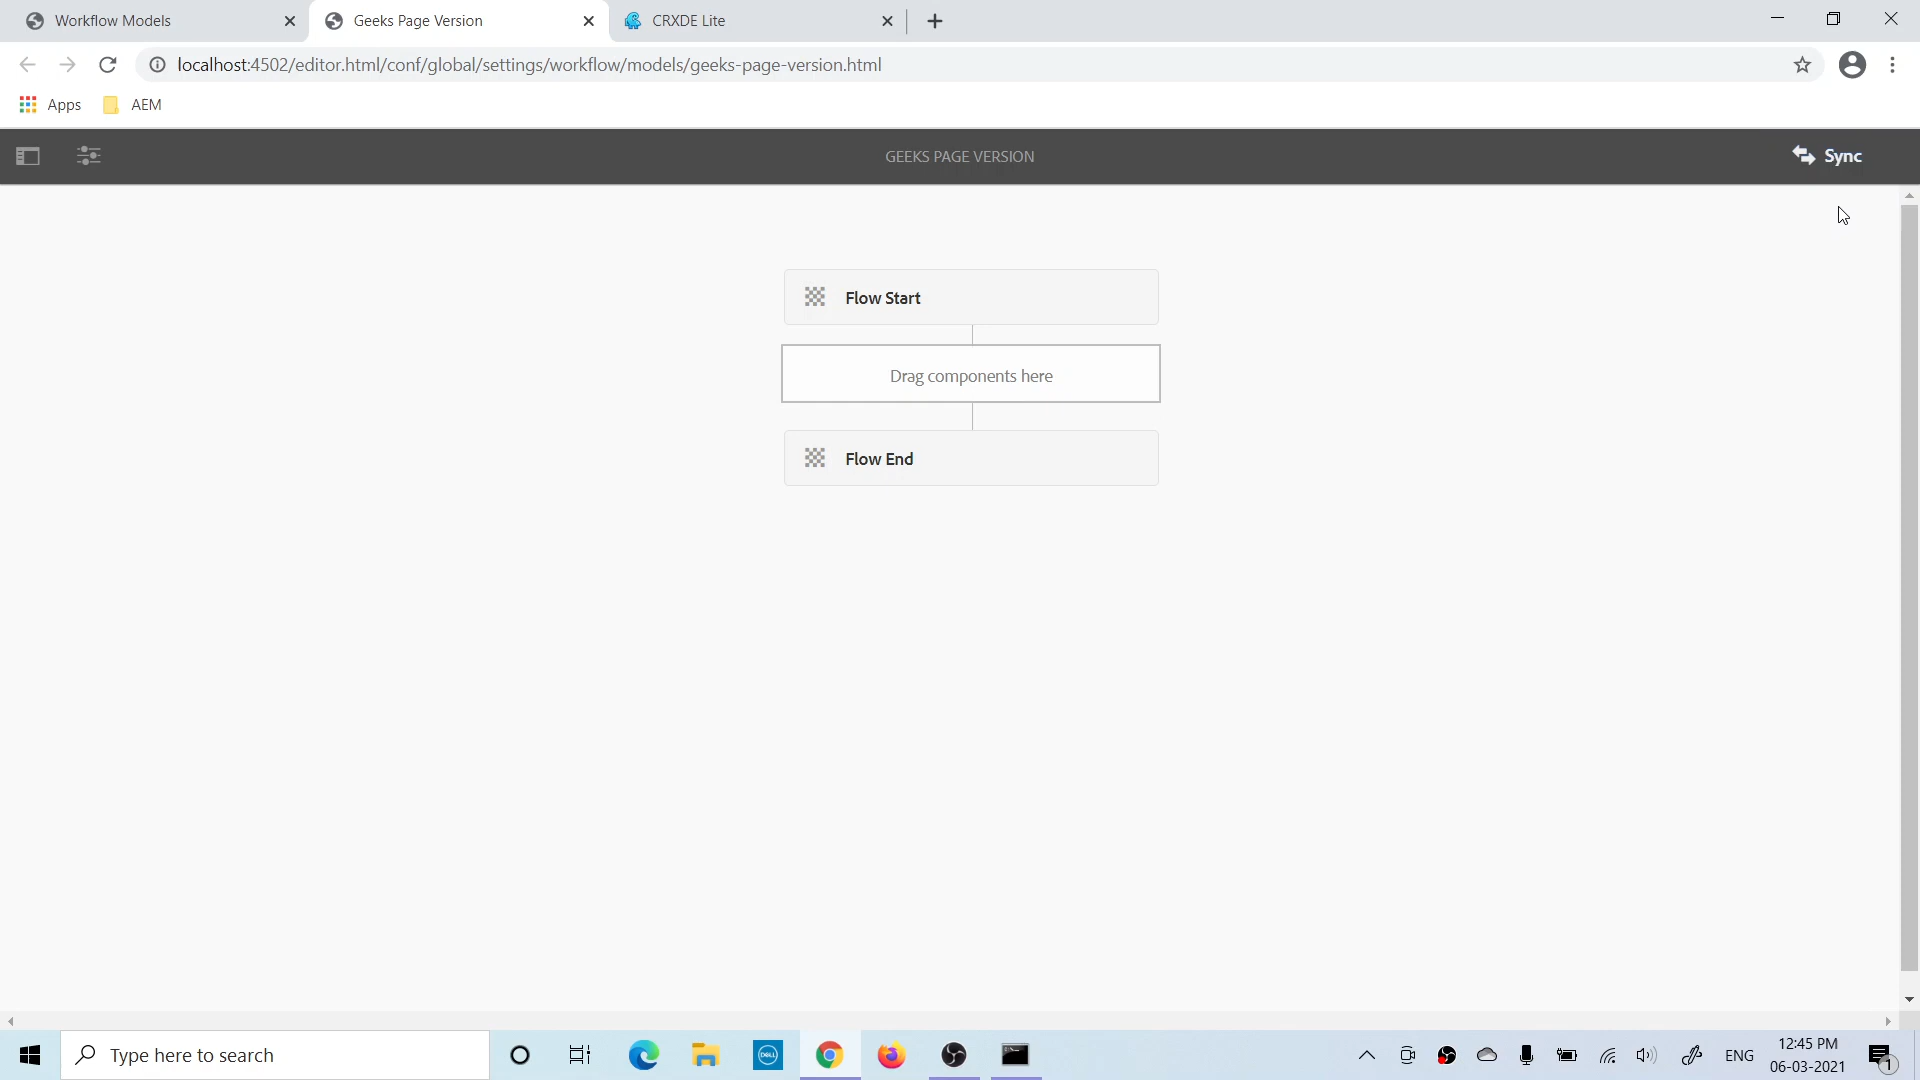 Workflow Models
Geeks Page Version
CRXDE Lite
localhost:4502/editor.html/conf/global/settings/workflow/models/geeks-page-version.html
Apps
AEM
GEEKS PAGE VERSION
Sync
Flow Start
Drag components here
Flow End
Type here to search
DELL
ENG
12:45 PM
06-03-2021
1